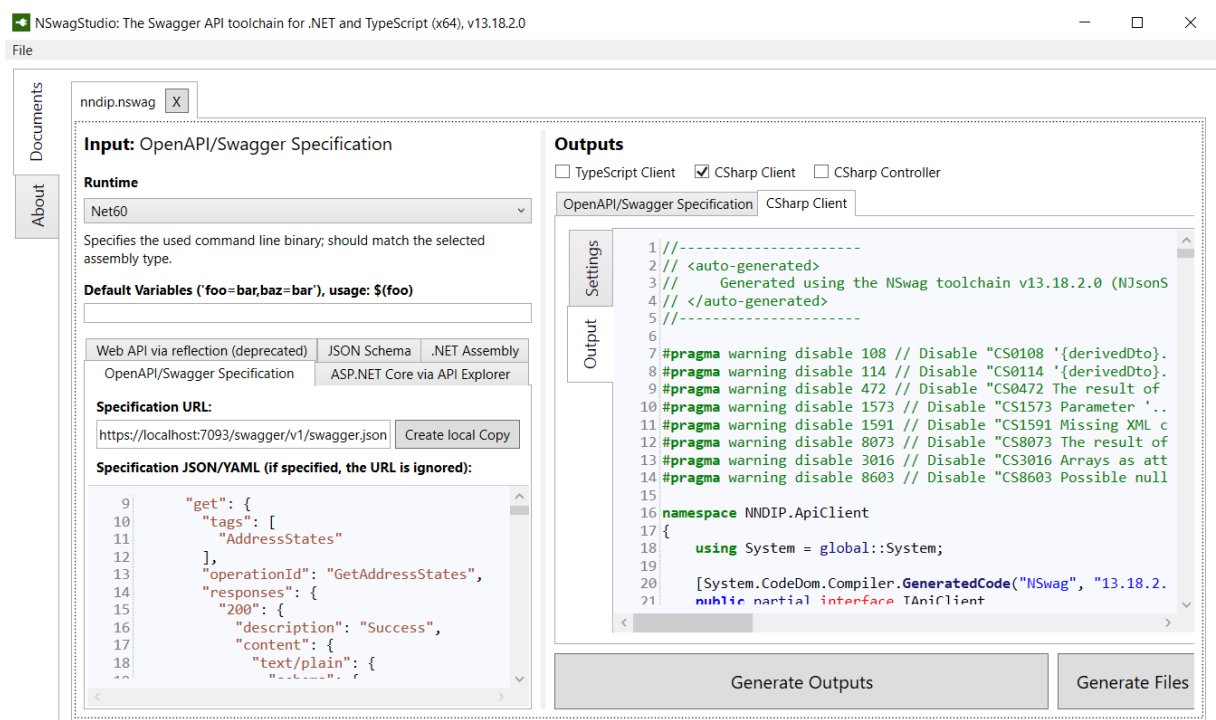 NSwagStudio: The Swagger API toolchain for .NET and TypeScript (x64), v13.18.2.0
File
Documents
About
nndip.nswag X
Input: OpenAPI/Swagger Specification
Runtime
Net60
Specifies the used command line binary; should match the selected
assembly type.
Default Variables ('foo=bar,baz=bar'), usage: $(foo)
Web API via reflection (deprecated) JSON Schema .NET Assembly
OpenAPI/Swagger Specification ASP.NET Core via API Explorer
Specification URL:
https://localhost:7093/swagger/v1/swagger.json Create local Copy
Specification JSON/YAML (if specified, the URL is ignored):
9 "get": {
10 "tags": [
11 "AddressStates"
12 ],
13 "operationId": "GetAddressStates",
14 "responses": {
15 "200": {
16 "description": "Success",
17 "content": {
18 "text/plain": {
19 "schema": {
Outputs
TypeScript Client CSharp Client CSharp Controller
OpenAPI/Swagger Specification CSharp Client
Settings
Output
1 //----------------------
2 // <auto-generated>
3 //     Generated using the NSwag toolchain v13.18.2.0 (NJsonS
4 // </auto-generated>
5 //----------------------
6
7 #pragma warning disable 108 // Disable "CS0108 '{derivedDto}.
8 #pragma warning disable 114 // Disable "CS0114 '{derivedDto}.
9 #pragma warning disable 472 // Disable "CS0472 The result of
10 #pragma warning disable 1573 // Disable "CS1573 Parameter '..
11 #pragma warning disable 1591 // Disable "CS1591 Missing XML c
12 #pragma warning disable 8073 // Disable "CS8073 The result of
13 #pragma warning disable 3016 // Disable "CS3016 Arrays as att
14 #pragma warning disable 8603 // Disable "CS8603 Possible null
15
16 namespace NNDIP.ApiClient
17 {
18 using System = global::System;
19
20 [System.CodeDom.Compiler.GeneratedCode("NSwag", "13.18.2.
21 public partial interface IApiClient
Generate Outputs
Generate Files